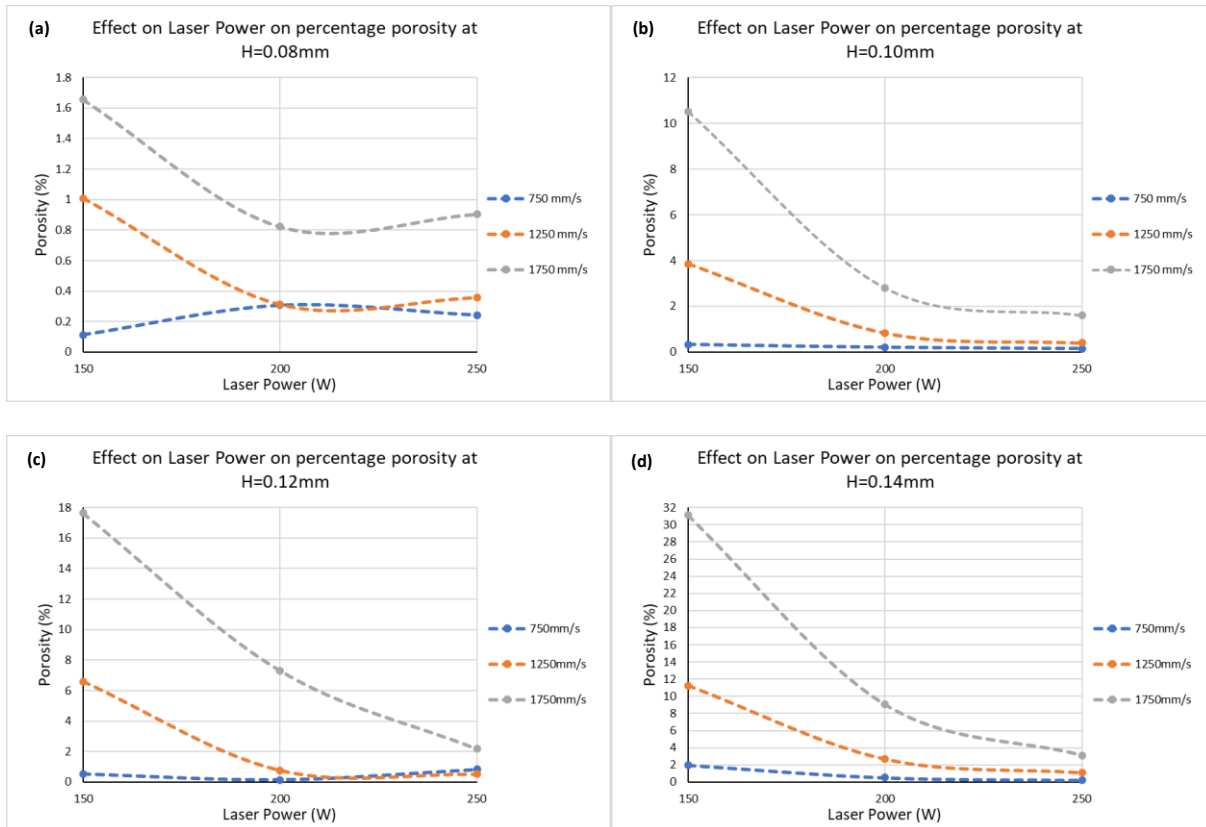 (a)
Effect on Laser Power on percentage porosity at
H=0.08mm
1.8
1.6
1.4
1.2
1
0.8
0.6
0.4
0.2
0
Porosity (%)
150
200
250
Laser Power (W)
750 mm/s
1250 mm/s
1750 mm/s
(b)
Effect on Laser Power on percentage porosity at
H=0.10mm
12
10
8
6
4
2
0
Porosity (%)
150
200
250
Laser Power (W)
750 mm/s
1250 mm/s
1750 mm/s
(c)
Effect on Laser Power on percentage porosity at
H=0.12mm
18
16
14
12
10
8
6
4
2
0
Porosity (%)
150
200
250
Laser Power (W)
750mm/s
1250mm/s
1750mm/s
(d)
Effect on Laser Power on percentage porosity at
H=0.14mm
32
30
28
26
24
22
20
18
16
14
12
10
8
6
4
2
0
Porosity (%)
150
200
250
Laser Power (W)
750mm/s
1250mm/s
1750mm/s